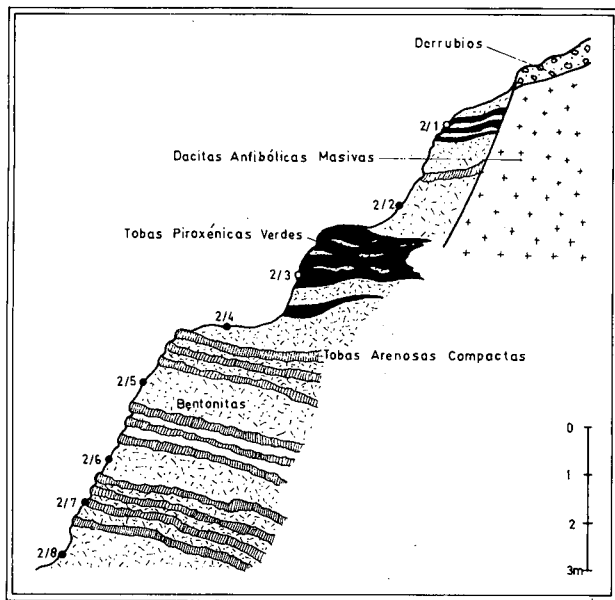 Derrubios
2/1
Dacitas Anfibólicas Masivas
2/2
Tobas Piroxénicas Verdes
2/3
2/4
Tobas Arenosas Compactas
2/5
Bentonitas
0
2/6
1
2/7
2
2/8
3m